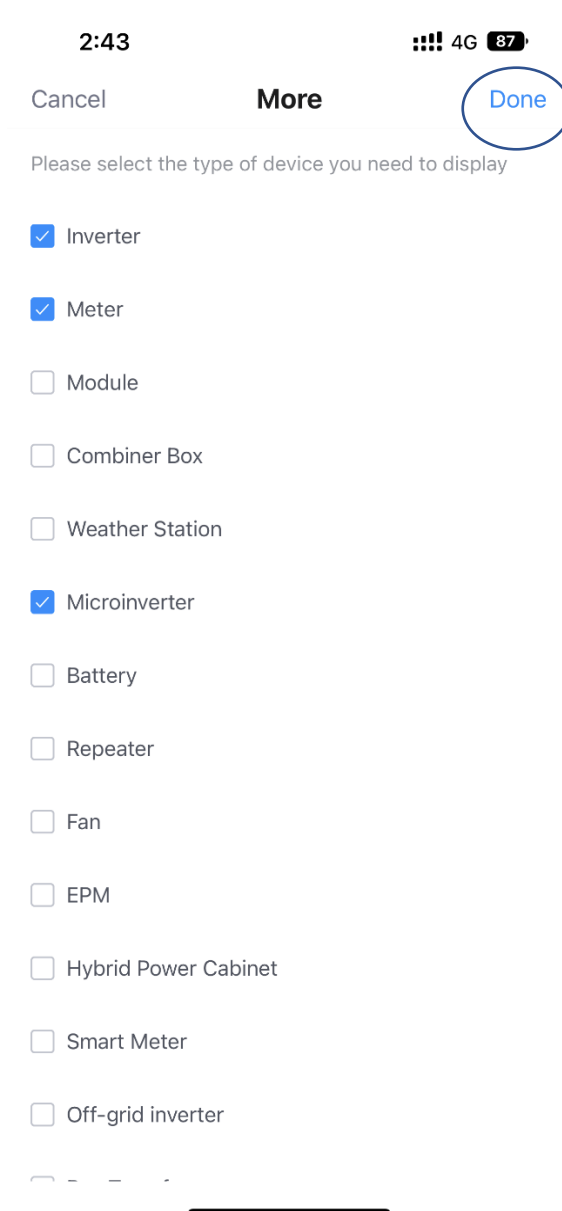 2:43 4G 87
Cancel More Done
Please select the type of device you need to display
Inverter
Meter
Module
Combiner Box
Weather Station
Microinverter
Battery
Repeater
Fan
EPM
Hybrid Power Cabinet
Smart Meter
Off-grid inverter